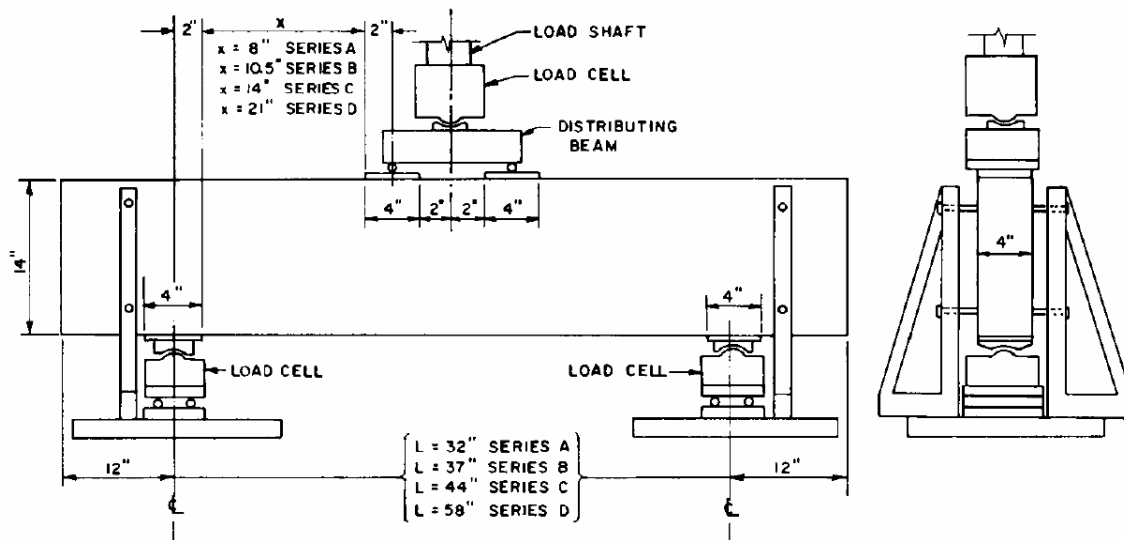 2"
x
2"
x = 8" SERIES A
x = 10.5" SERIES B
x = 14" SERIES C
x = 21" SERIES D
LOAD SHAFT
LOAD CELL
DISTRIBUTING
BEAM
4"
2"
2"
4"
14"
4"
4"
4"
LOAD CELL
LOAD CELL
12"
L = 32" SERIES A
L = 37" SERIES B
L = 44" SERIES C
L = 58" SERIES D
12"
℄
℄